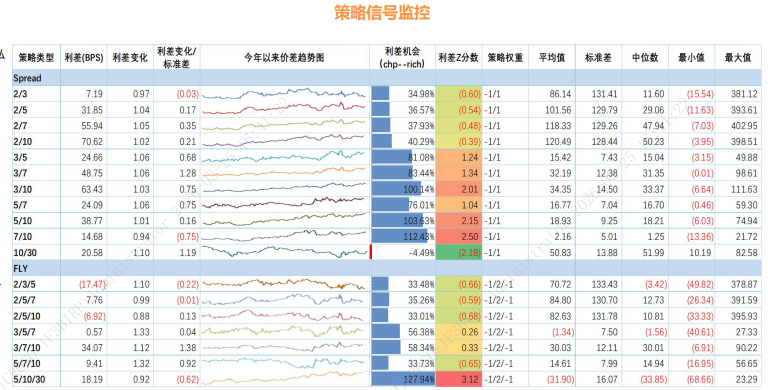 策略信号监控
策略类型 利差(BPS) 利差变化 利差变化/标准差 今年以来价差趋势图 利差机会(chp--rich) 利差Z分数 策略权重 平均值 标准差 中位数 最小值 最大值
Spread
2/3 7.19 0.97 (0.03) 34.98% (0.60) -1/1 86.14 131.41 11.60 (15.54) 381.12
2/5 31.85 1.04 0.17 36.57% (0.54) -1/1 101.56 129.79 29.06 (11.63) 393.61
2/7 55.94 1.05 0.35 37.93% (0.48) -1/1 118.33 129.26 47.94 (7.03) 402.95
2/10 70.62 1.02 0.21 40.29% (0.39) -1/1 120.49 128.44 50.23 (3.95) 398.51
3/5 24.66 1.06 0.68 81.08% 1.24 -1/1 15.42 7.43 15.04 (3.15) 49.88
3/7 48.75 1.06 1.28 83.44% 1.34 -1/1 32.19 12.38 31.35 (0.01) 98.61
3/10 63.43 1.03 0.75 100.14% 2.01 -1/1 34.35 14.50 33.37 (6.64) 111.63
5/7 24.09 1.06 0.75 76.01% 1.04 -1/1 16.77 7.04 16.70 (0.46) 59.30
5/10 38.77 1.01 0.16 103.63% 2.15 -1/1 18.93 9.25 18.21 (6.03) 74.94
7/10 14.68 0.94 (0.75) 112.43% 2.50 -1/1 2.16 5.01 1.25 (13.36) 21.72
10/30 20.58 1.10 1.19 -4.49% (2.18) -1/1 50.83 13.88 51.99 10.19 82.58
FLY
2/3/5 (17.47) 1.10 (0.22) 33.48% (0.66) -1/2/-1 70.72 133.43 (3.42) (49.82) 378.87
2/5/7 7.76 0.99 (0.01) 35.26% (0.59) -1/2/-1 84.80 130.70 12.73 (26.34) 391.59
2/5/10 (6.92) 0.88 0.13 33.01% (0.68) -1/2/-1 82.63 131.78 10.81 (33.33) 395.93
3/5/7 0.57 1.33 0.04 56.38% 0.26 -1/2/-1 (1.34) 7.50 (1.56) (40.61) 27.33
3/7/10 34.07 1.12 1.38 58.34% 0.33 -1/2/-1 30.03 12.11 30.01 (6.91) 90.22
5/7/10 9.41 1.32 0.92 33.73% (0.65) -1/2/-1 14.61 7.99 14.94 (16.95) 56.65
5/10/30 18.19 0.92 (0.62) 127.94% 3.12 -1/2/-1 (31.90) 16.07 (33.85) (68.66) 23.29